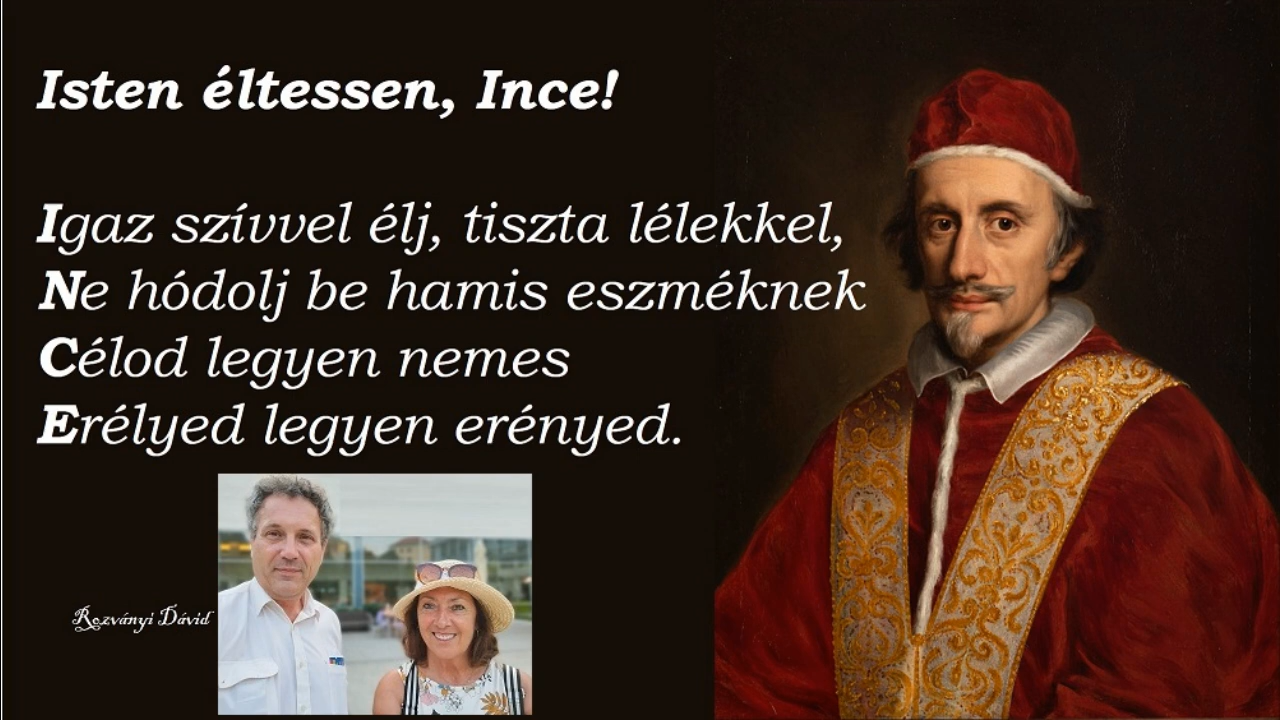 Isten éltessen, Ince!
Igaz szívvel élj, tiszta lélekkel,
Ne hódolj be hamis eszméknek
Célod legyen nemes
Erélyed legyen erényed.
Rozványi Dávid